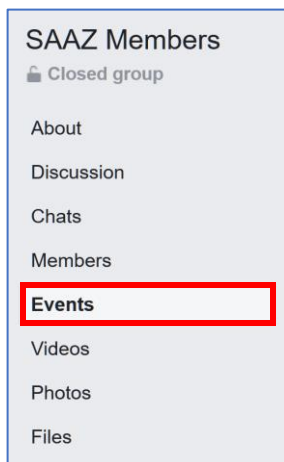 SAAZ Members
Closed group
About
Discussion
Chats
Members
Events
Videos
Photos
Files